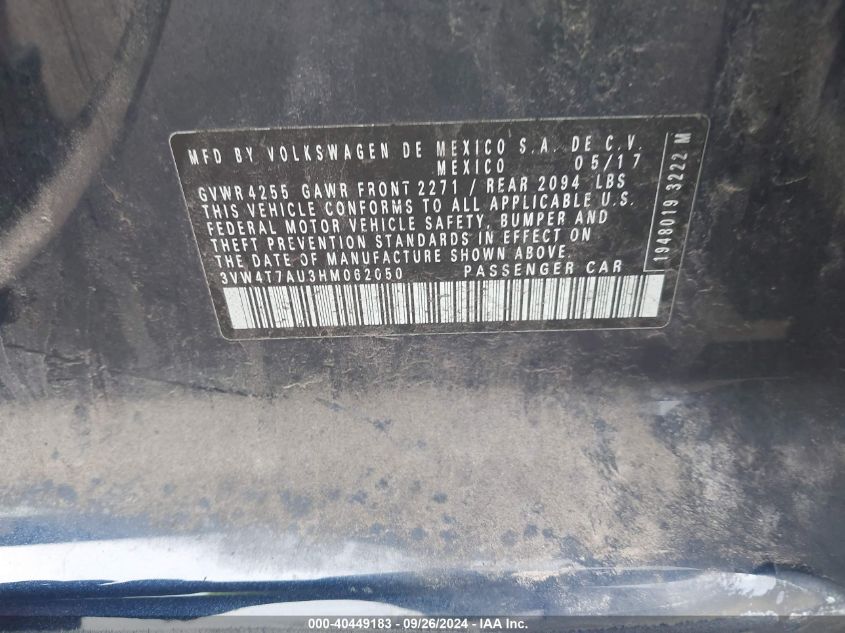 MFD BY VOLKSWAGEN DE MEXICO S.A. DE C.V.
MEXICO 05/17
GVWR 4255 GAWR FRONT 2271 / REAR 2094 LBS
THIS VEHICLE CONFORMS TO ALL APPLICABLE U.S.
FEDERAL MOTOR VEHICLE SAFETY, BUMPER AND
THEFT PREVENTION STANDARDS IN EFFECT ON
THE DATE OF MANUFACTURE SHOWN ABOVE.
3VW4T7AU3HM062050 PASSENGER CAR
1948019 3222 M
000-40449183 - 09/26/2024 - IAA Inc.